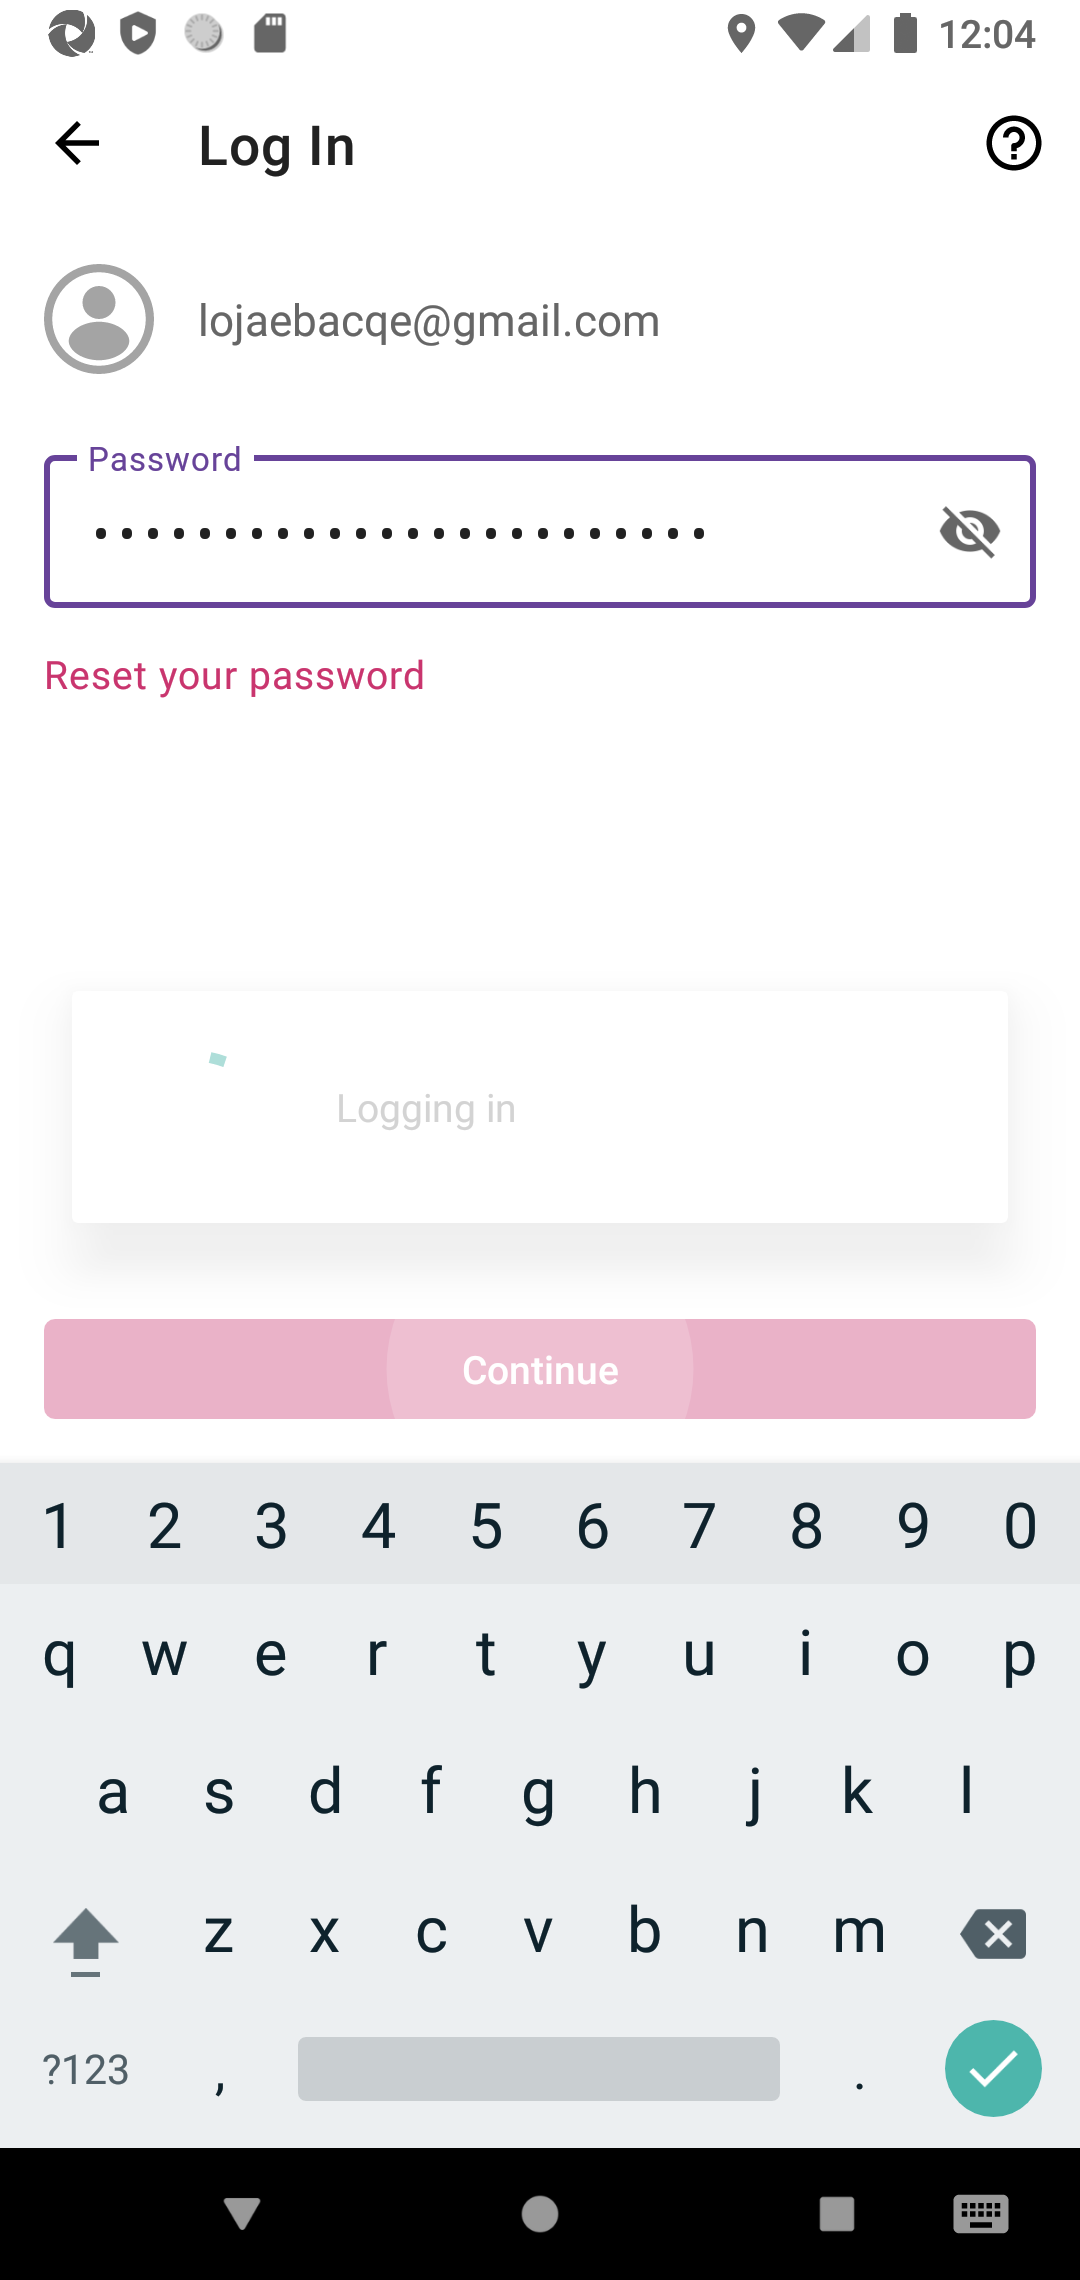 12:04
Log In
lojaebacqe@gmail.com
Password
••••••••••••••••••••••••
Reset your password
Logging in
Continue
1 2 3 4 5 6 7 8 9 0
q w e r t y u i o p
a s d f g h j k l
z x c v b n m
?123 , .